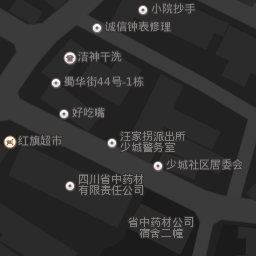 小院抄手
诚信钟表修理
洁神干洗
蜀华街44号-1栋
好吃嘴
红旗超市
汪家拐派出所
少城警务室
少城社区居委会
四川省中药材
有限责任公司
省中药材公司
宿舍二幢